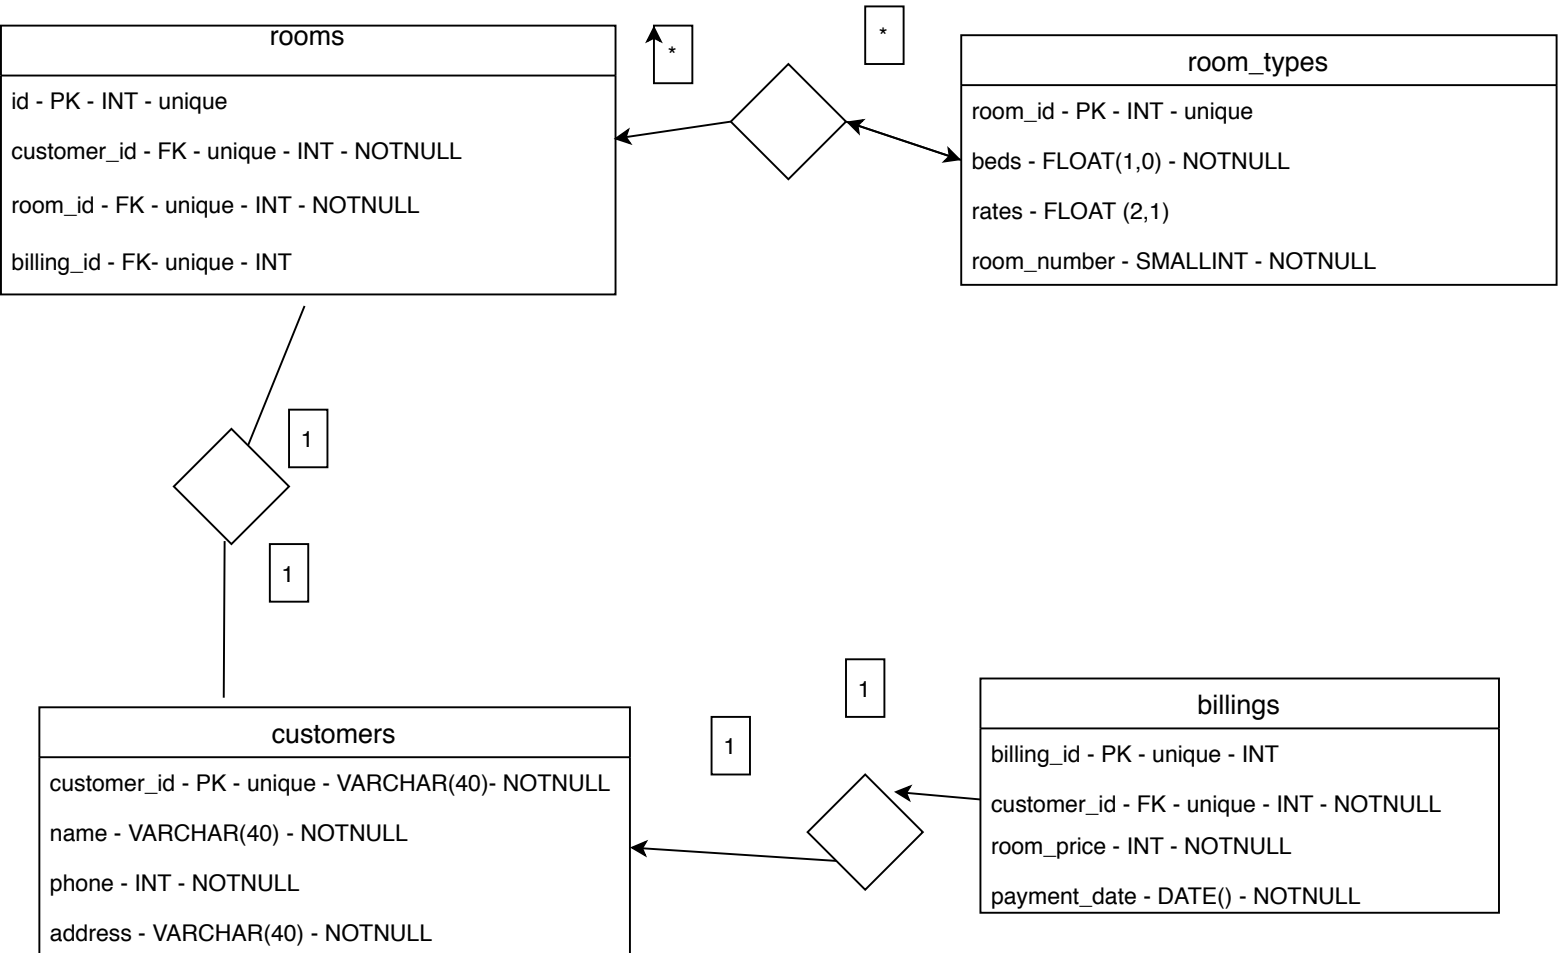 rooms
id - PK - INT - unique
customer_id - FK - unique - INT - NOTNULL
room_id - FK - unique - INT - NOTNULL
billing_id - FK- unique - INT
*
*
room_types
room_id - PK - INT - unique
beds - FLOAT(1,0) - NOTNULL
rates - FLOAT (2,1)
room_number - SMALLINT - NOTNULL
1
1
customers
customer_id - PK - unique - VARCHAR(40)- NOTNULL
name - VARCHAR(40) - NOTNULL
phone - INT - NOTNULL
address - VARCHAR(40) - NOTNULL
1
1
billings
billing_id - PK - unique - INT
customer_id - FK - unique - INT - NOTNULL
room_price - INT - NOTNULL
payment_date - DATE() - NOTNULL